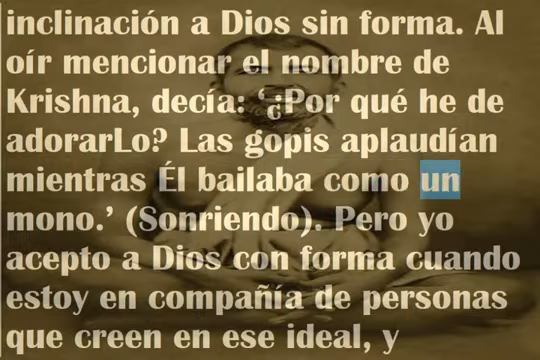 inclinación a Dios sin forma. Al
oír mencionar el nombre de
Krishna, decía: ‘¿Por qué he de
adorarLo? Las gopis aplaudían
mientras Él bailaba como un
mono.’ (Sonriendo). Pero yo
acepto a Dios con forma cuando
estoy en compañía de personas
que creen en ese ideal, y